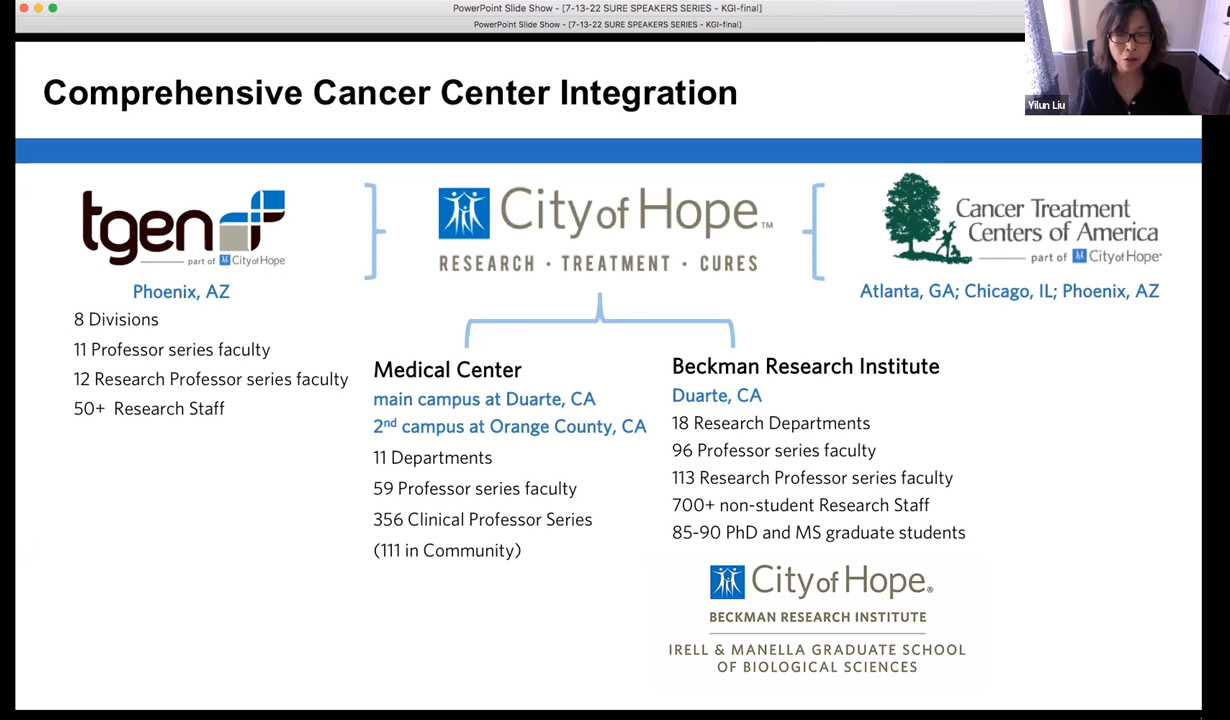 PowerPoint Slide Show - [7-13-22 SURE SPEAKERS SERIES - KGI-final]
PowerPoint Slide Show - [7-13-22 SURE SPEAKERS SERIES - KGI-final]
Yilun Liu
Comprehensive Cancer Center Integration
tgen
part of City of Hope
Phoenix, AZ
8 Divisions
11 Professor series faculty
12 Research Professor series faculty
50+ Research Staff
City of Hope™
RESEARCH · TREATMENT · CURES
Cancer Treatment
Centers of America
part of City of Hope
Atlanta, GA; Chicago, IL; Phoenix, AZ
Medical Center
main campus at Duarte, CA
2nd campus at Orange County, CA
11 Departments
59 Professor series faculty
356 Clinical Professor Series
(111 in Community)
Beckman Research Institute
Duarte, CA
18 Research Departments
96 Professor series faculty
113 Research Professor series faculty
700+ non-student Research Staff
85-90 PhD and MS graduate students
City of Hope®
BECKMAN RESEARCH INSTITUTE
IRELL & MANELLA GRADUATE SCHOOL
OF BIOLOGICAL SCIENCES